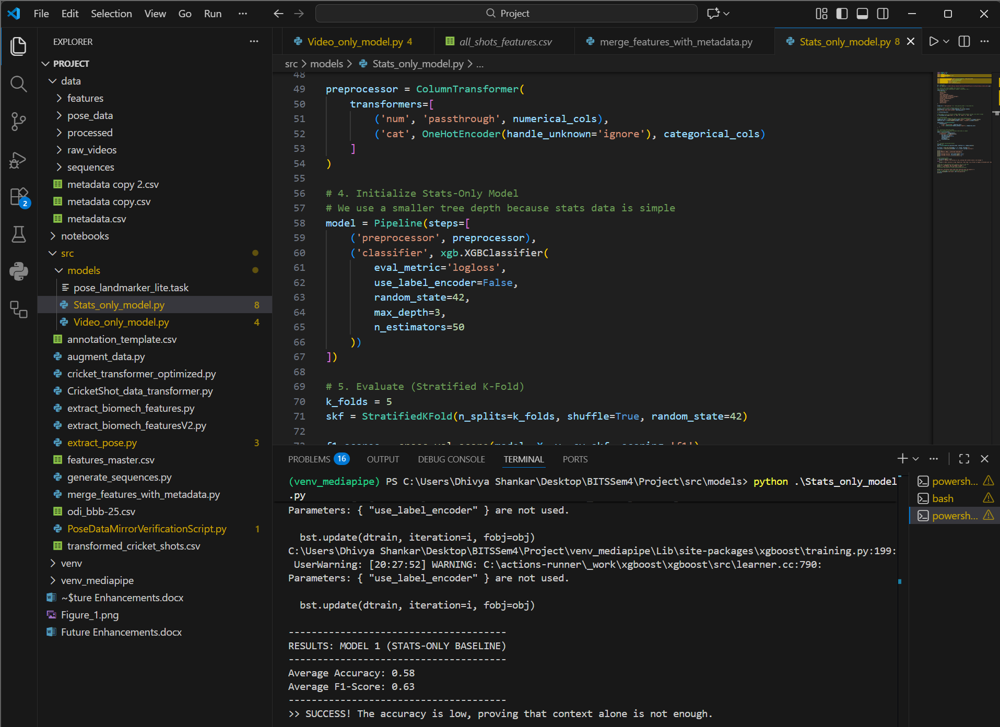 File Edit Selection View Go Run ··· Project
EXPLORER ···
PROJECT
data
features
pose_data
processed
raw_videos
sequences
metadata copy 2.csv
metadata copy.csv
metadata.csv
notebooks
src
models
pose_landmarker_lite.task
Stats_only_model.py 8
Video_only_model.py 4
annotation_template.csv
augment_data.py
cricket_transformer_optimized.py
CricketShot_data_transformer.py
extract_biomech_features.py
extract_biomech_featuresV2.py
extract_pose.py 3
features_master.csv
generate_sequences.py
merge_features_with_metadata.py
odi_bbb-25.csv
PoseDataMirrorVerificationScript.py 1
transformed_cricket_shots.csv
venv
venv_mediapipe
~$ture Enhancements.docx
Figure_1.png
Future Enhancements.docx
2
Video_only_model.py 4 all_shots_features.csv merge_features_with_metadata.py Stats_only_model.py 8
src > models > Stats_only_model.py > ...
48
49 preprocessor = ColumnTransformer(
50 transformers=[
51 ('num', 'passthrough', numerical_cols),
52 ('cat', OneHotEncoder(handle_unknown='ignore'), categorical_cols)
53 ]
54 )
55
56 # 4. Initialize Stats-Only Model
57 # We use a smaller tree depth because stats data is simple
58 model = Pipeline(steps=[
59 ('preprocessor', preprocessor),
60 ('classifier', xgb.XGBClassifier(
61 eval_metric='logloss',
62 use_label_encoder=False,
63 random_state=42,
64 max_depth=3,
65 n_estimators=50
66 ))
67 ])
68
69 # 5. Evaluate (Stratified K-Fold)
70 k_folds = 5
71 skf = StratifiedKFold(n_splits=k_folds, shuffle=True, random_state=42)
72
PROBLEMS 16 OUTPUT DEBUG CONSOLE TERMINAL PORTS
(venv_mediapipe) PS C:\Users\Dhivya Shankar\Desktop\BITSSem4\Project\src\models> python .\Stats_only_model
.py
Parameters: { "use_label_encoder" } are not used.
bst.update(dtrain, iteration=i, fobj=obj)
C:\Users\Dhivya Shankar\Desktop\BITSSem4\Project\venv_mediapipe\Lib\site-packages\xgboost\training.py:199:
UserWarning: [20:27:52] WARNING: C:\actions-runner\_work\xgboost\xgboost\src\learner.cc:790:
Parameters: { "use_label_encoder" } are not used.
bst.update(dtrain, iteration=i, fobj=obj)
--------------------------------------
RESULTS: MODEL 1 (STATS-ONLY BASELINE)
--------------------------------------
Average Accuracy: 0.58
Average F1-Score: 0.63
--------------------------------------
>> SUCCESS! The accuracy is low, proving that context alone is not enough.
powersh...
bash
powersh...